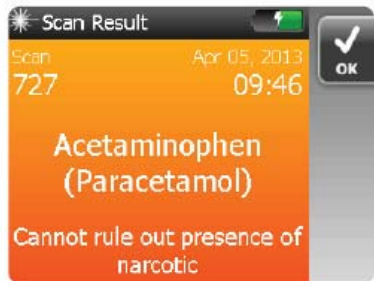 Scan Result
Scan
Apr 05, 2013
727
09:46
Acetaminophen
(Paracetamol)
Cannot rule out presence of
narcotic
OK